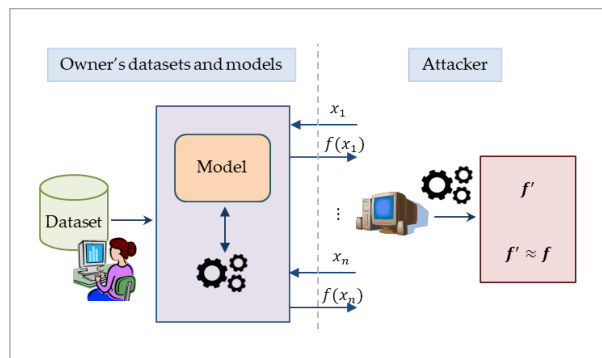 Owner's datasets and models
Attacker
x₁
f(x₁)
Model
Dataset
⋮
f′
f′ ≈ f
xₙ
f(xₙ)